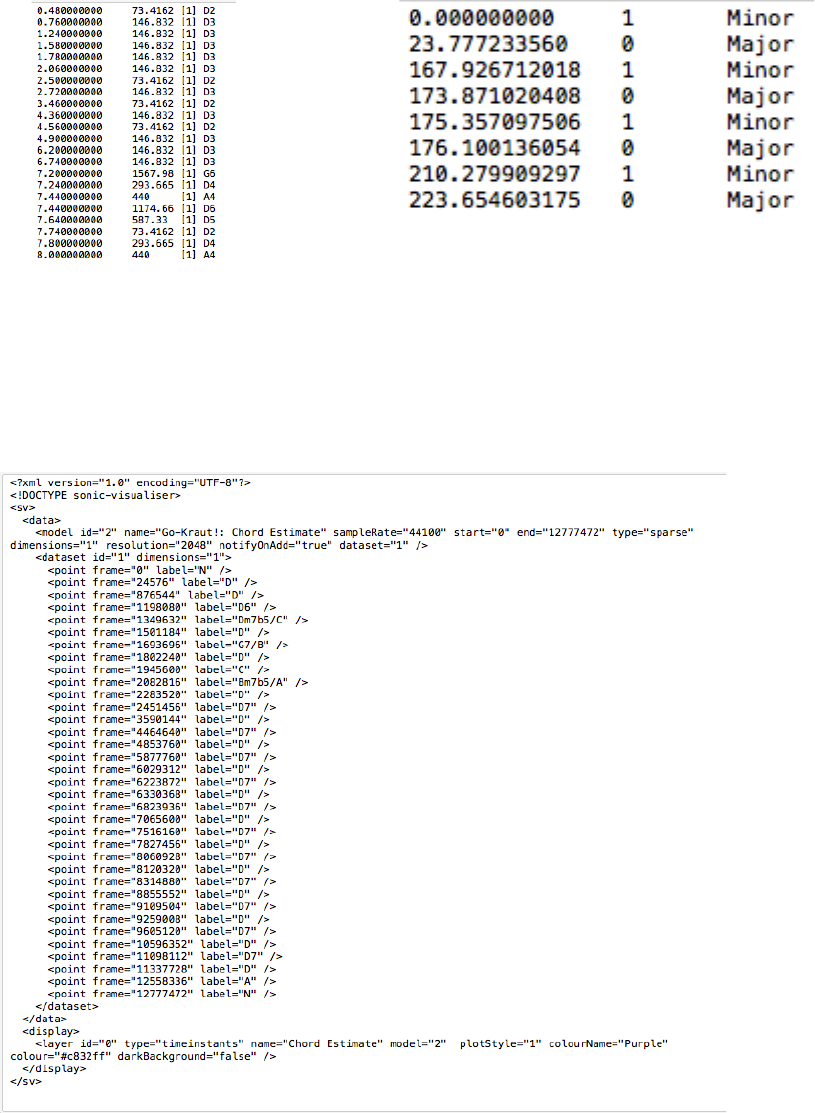 0.480000000 73.4162 [1] D2
0.760000000 146.832 [1] D3
1.240000000 146.832 [1] D3
1.580000000 146.832 [1] D3
1.780000000 146.832 [1] D3
2.060000000 146.832 [1] D3
2.500000000 73.4162 [1] D2
2.720000000 146.832 [1] D3
3.460000000 73.4162 [1] D2
4.360000000 146.832 [1] D3
4.560000000 73.4162 [1] D2
4.900000000 146.832 [1] D3
6.200000000 146.832 [1] D3
6.740000000 146.832 [1] D3
7.200000000 1567.98 [1] G6
7.240000000 293.665 [1] D4
7.440000000 440 [1] A4
7.440000000 1174.66 [1] D6
7.640000000 587.33 [1] D5
7.740000000 73.4162 [1] D2
7.800000000 293.665 [1] D4
8.000000000 440 [1] A4
0.000000000 1 Minor
23.777233560 0 Major
167.926712018 1 Minor
173.871020408 0 Major
175.357097506 1 Minor
176.100136054 0 Major
210.279909297 1 Minor
223.654603175 0 Major
<?xml version="1.0" encoding="UTF-8"?>
<!DOCTYPE sonic-visualiser>
<sv>
<data>
<model id="2" name="Go-Kraut!: Chord Estimate" sampleRate="44100" start="0" end="12777472" type="sparse"
dimensions="1" resolution="2048" notifyOnAdd="true" dataset="1" />
<dataset id="1" dimensions="1">
<point frame="0" label="N" />
<point frame="24576" label="D" />
<point frame="876544" label="D" />
<point frame="1198080" label="D6" />
<point frame="1349632" label="Dm7b5/C" />
<point frame="1501184" label="D" />
<point frame="1693696" label="G7/B" />
<point frame="1802240" label="D" />
<point frame="1945600" label="C" />
<point frame="2082816" label="Bm7b5/A" />
<point frame="2283520" label="D" />
<point frame="2451456" label="D7" />
<point frame="3590144" label="D" />
<point frame="4464640" label="D7" />
<point frame="4853760" label="D" />
<point frame="5877760" label="D7" />
<point frame="6029312" label="D" />
<point frame="6223872" label="D7" />
<point frame="6330368" label="D" />
<point frame="6823936" label="D7" />
<point frame="7065600" label="D" />
<point frame="7516160" label="D7" />
<point frame="7827456" label="D" />
<point frame="8060928" label="D7" />
<point frame="8120320" label="D" />
<point frame="8314880" label="D7" />
<point frame="8855552" label="D" />
<point frame="9109504" label="D7" />
<point frame="9259008" label="D" />
<point frame="9605120" label="D7" />
<point frame="10596352" label="D" />
<point frame="11098112" label="D7" />
<point frame="11337728" label="D" />
<point frame="12558336" label="A" />
<point frame="12777472" label="N" />
</dataset>
</data>
<display>
<layer id="0" type="timeinstants" name="Chord Estimate" model="2" plotStyle="1" colourName="Purple"
colour="#c832ff" darkBackground="false" />
</display>
</sv>